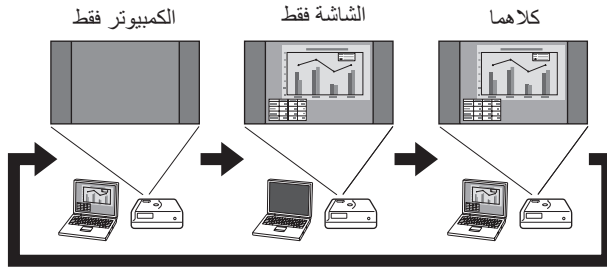 كلاهما
الشاشة فقط
الكمبيوتر فقط